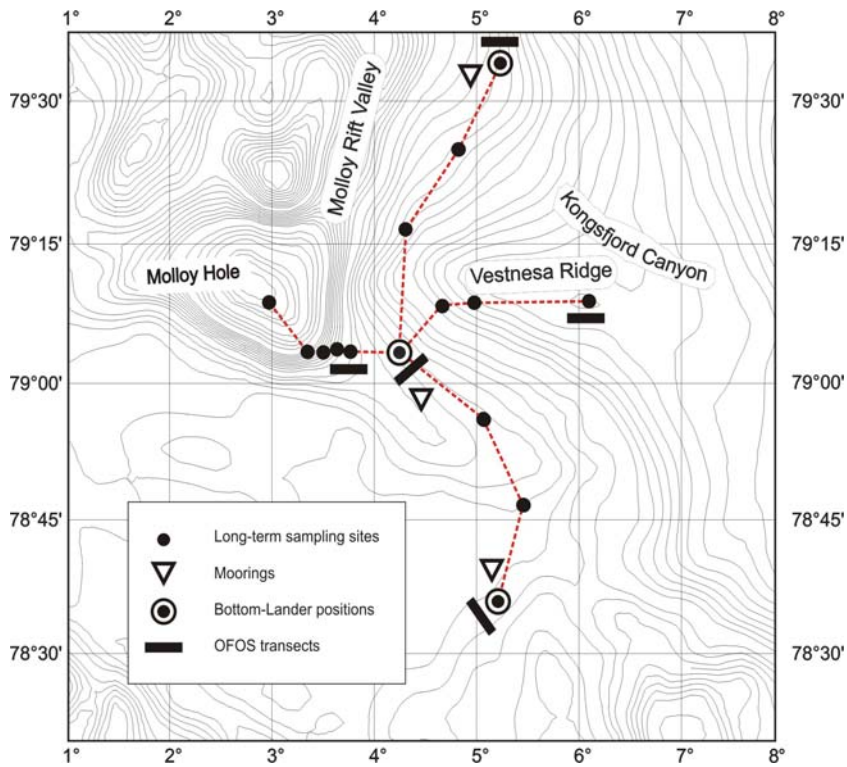 1° 2° 3° 4° 5° 6° 7° 8°
79°30' 79°30'
Molloy Rift Valley
Kongsfjord Canyon
79°15' 79°15'
Molloy Hole
Vestnesa Ridge
79°00' 79°00'
78°45' 78°45'
Long-term sampling sites
Moorings
Bottom-Lander positions
OFOS transects
78°30' 78°30'
1° 2° 3° 4° 5° 6° 7° 8°